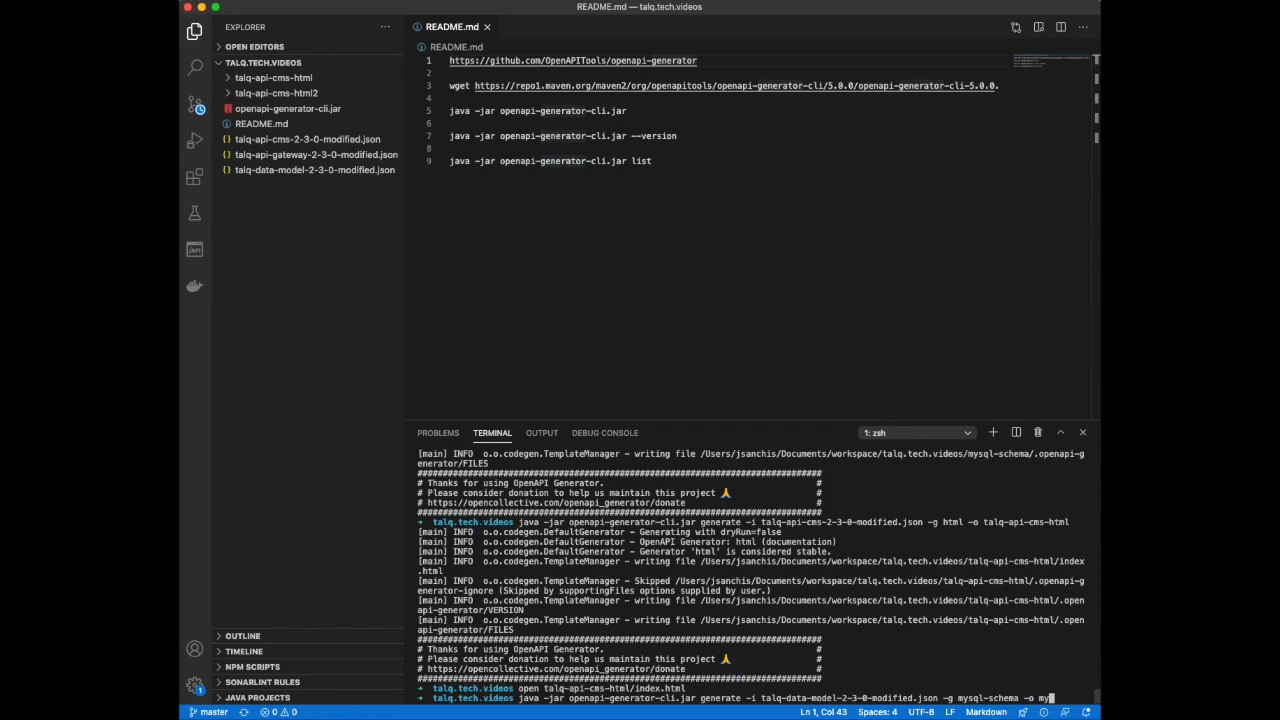 README.md — talq.tech.videos
EXPLORER
README.md
OPEN EDITORS
README.md
TALQ.TECH.VIDEOS
talq-api-cms-html
talq-api-cms-html2
openapi-generator-cli.jar
README.md
talq-api-cms-2-3-0-modified.json
talq-api-gateway-2-3-0-modified.json
talq-data-model-2-3-0-modified.json
1 https://github.com/OpenAPITools/openapi-generator
2
3 wget https://repo1.maven.org/maven2/org/openapitools/openapi-generator-cli/5.0.0/openapi-generator-cli-5.0.0.
4
5 java -jar openapi-generator-cli.jar
6
7 java -jar openapi-generator-cli.jar --version
8
9 java -jar openapi-generator-cli.jar list
PROBLEMS TERMINAL OUTPUT DEBUG CONSOLE 1: zsh
[main] INFO  o.o.codegen.TemplateManager - writing file /Users/jsanchis/Documents/workspace/talq.tech.videos/mysql-schema/.openapi-g
enerator/FILES
################################################################################
# Thanks for using OpenAPI Generator. #
# Please consider donation to help us maintain this project 🙏 #
# https://opencollective.com/openapi_generator/donate #
################################################################################
➜ talq.tech.videos java -jar openapi-generator-cli.jar generate -i talq-api-cms-2-3-0-modified.json -g html -o talq-api-cms-html
[main] INFO  o.o.codegen.DefaultGenerator - Generating with dryRun=false
[main] INFO  o.o.codegen.DefaultGenerator - OpenAPI Generator: html (documentation)
[main] INFO  o.o.codegen.DefaultGenerator - Generator 'html' is considered stable.
[main] INFO  o.o.codegen.TemplateManager - writing file /Users/jsanchis/Documents/workspace/talq.tech.videos/talq-api-cms-html/index
.html
[main] INFO  o.o.codegen.TemplateManager - Skipped /Users/jsanchis/Documents/workspace/talq.tech.videos/talq-api-cms-html/.openapi-g
enerator-ignore (Skipped by supportingFiles options supplied by user.)
[main] INFO  o.o.codegen.TemplateManager - writing file /Users/jsanchis/Documents/workspace/talq.tech.videos/talq-api-cms-html/.open
api-generator/VERSION
[main] INFO  o.o.codegen.TemplateManager - writing file /Users/jsanchis/Documents/workspace/talq.tech.videos/talq-api-cms-html/.open
api-generator/FILES
################################################################################
# Thanks for using OpenAPI Generator. #
# Please consider donation to help us maintain this project 🙏 #
# https://opencollective.com/openapi_generator/donate #
################################################################################
➜ talq.tech.videos open talq-api-cms-html/index.html
➜ talq.tech.videos java -jar openapi-generator-cli.jar generate -i talq-data-model-2-3-0-modified.json -g mysql-schema -o my
OUTLINE
TIMELINE
NPM SCRIPTS
SONARLINT RULES
JAVA PROJECTS
master 0 0 Ln 1, Col 43 Spaces: 4 UTF-8 LF Markdown